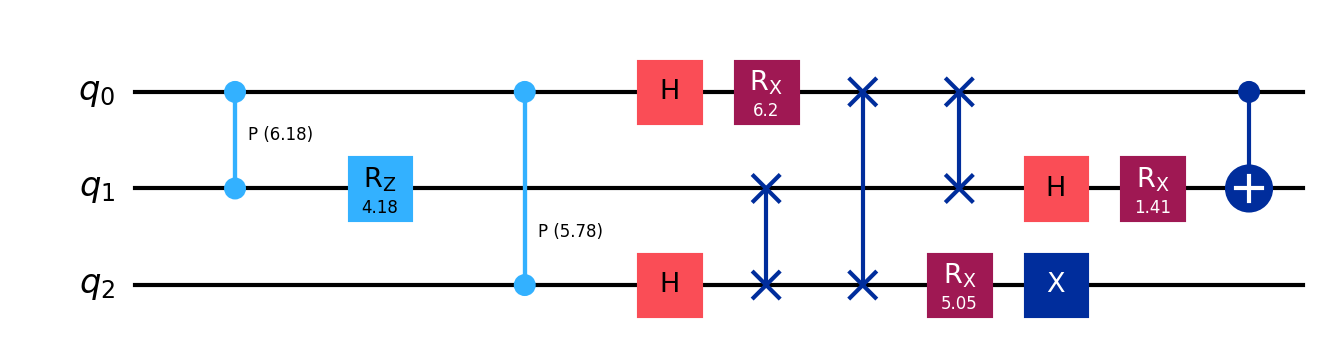 q0
H
RX
6.2
P (6.18)
q1
RZ
4.18
H
RX
1.41
P (5.78)
q2
H
RX
5.05
X